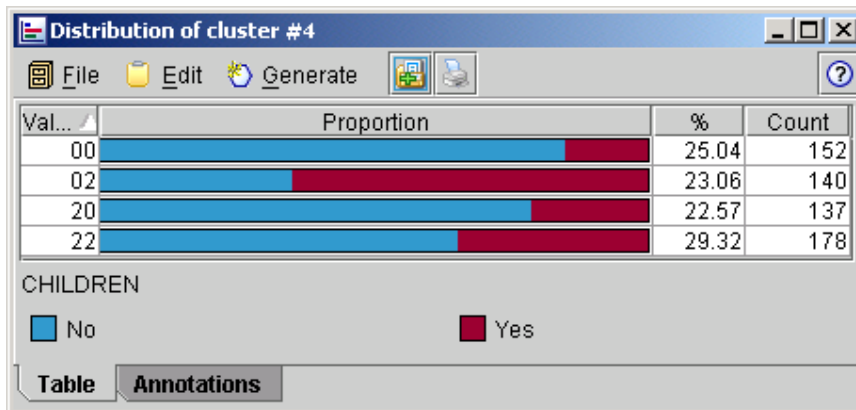 Distribution of cluster #4
File Edit Generate
Val... Proportion % Count
00 25.04 152
02 23.06 140
20 22.57 137
22 29.32 178
CHILDREN
No Yes
Table Annotations